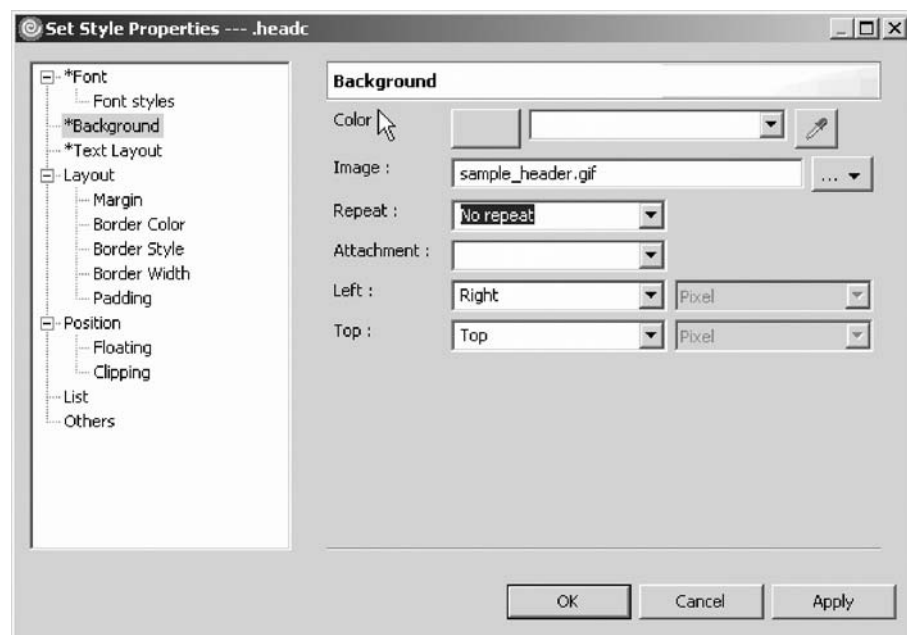 Set Style Properties --- .headc
*Font
Font styles
*Background
*Text Layout
Layout
Margin
Border Color
Border Style
Border Width
Padding
Position
Floating
Clipping
List
Others
Background
Color
Image :
sample_header.gif
...
Repeat :
No repeat
Attachment :
Left :
Right
Pixel
Top :
Top
Pixel
OK
Cancel
Apply